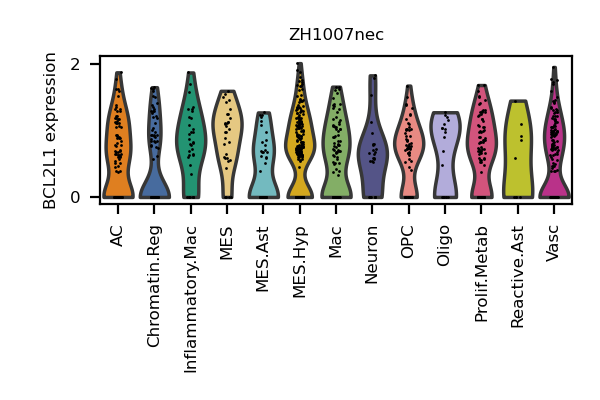 ZH1007nec
BCL2L1 expression
2
0
AC
Chromatin.Reg
Inflammatory.Mac
MES
MES.Ast
MES.Hyp
Mac
Neuron
OPC
Oligo
Prolif.Metab
Reactive.Ast
Vasc